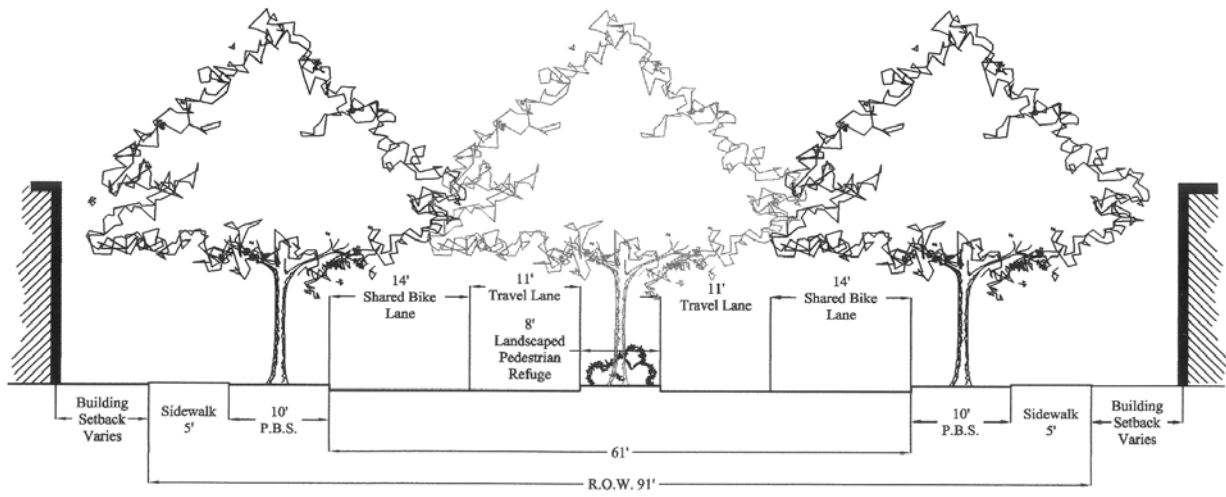 14'
Shared Bike
Lane
11'
Travel Lane
8'
Landscaped
Pedestrian
Refuge
11'
Travel Lane
14'
Shared Bike
Lane
Building
Setback
Varies
Sidewalk
5'
10'
P.B.S.
10'
P.B.S.
Sidewalk
5'
Building
Setback
Varies
61'
R.O.W. 91'